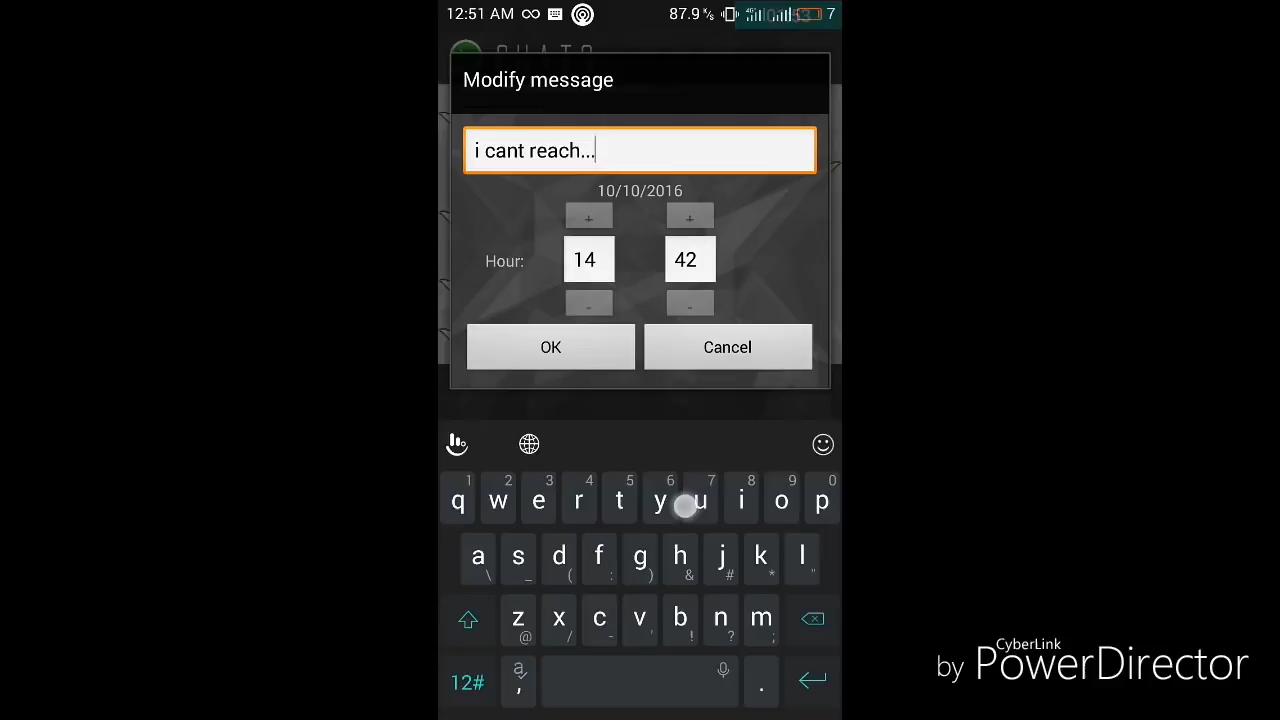 12:51 AM 87.9 K/s 4G 7
Modify message
i cant reach...
10/10/2016
+ +
Hour: 14 42
- -
OK Cancel
1 2 3 4 5 6 7 8 9 0
q w e r t y u i o p
a s d f g h j k l
\ _ ( : ) & # * "
z x c v b n m
@ / - ' ! ? ;
12# a , . 
CyberLink
by PowerDirector